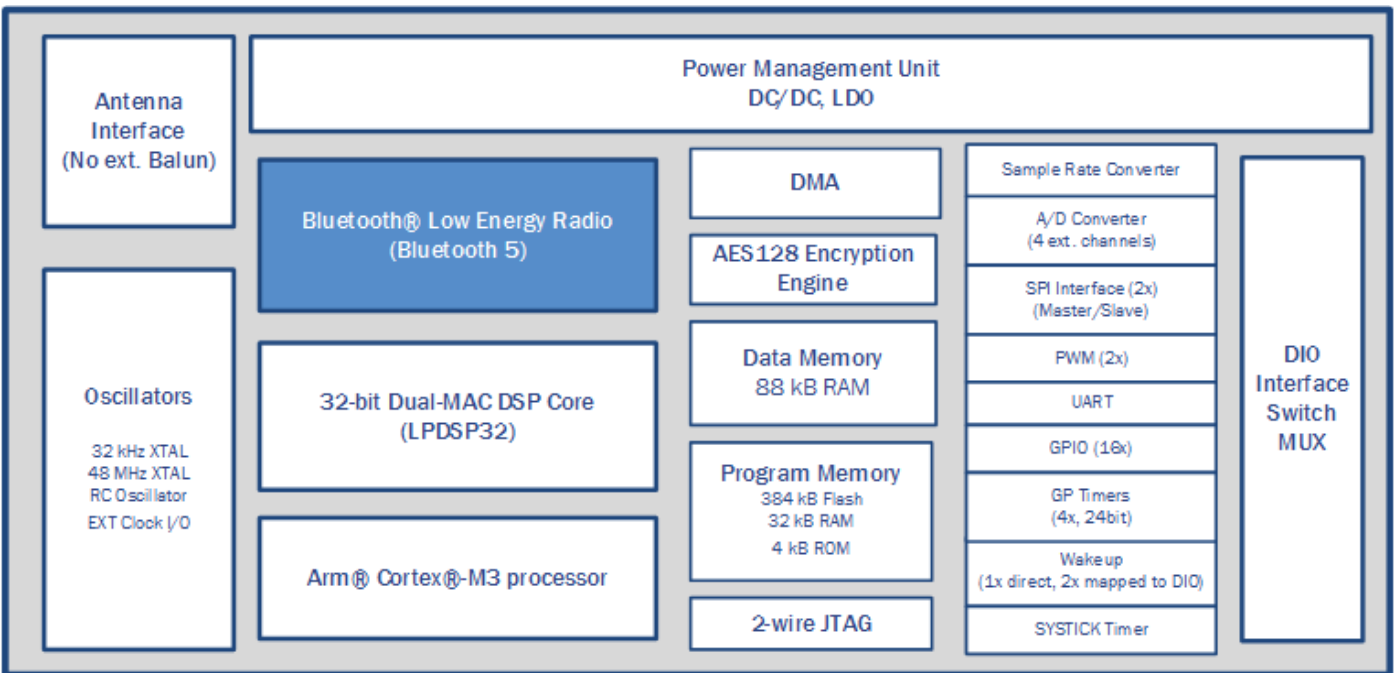 Antenna
Interface
(No ext. Balun)
Power Management Unit
DC/DC, LDO
Bluetooth® Low Energy Radio
(Bluetooth 5)
32-bit Dual-MAC DSP Core
(LPDSP32)
Arm® Cortex®-M3 processor
Oscillators
32 kHz XTAL
48 MHz XTAL
RC Oscillator
EXT Clock I/O
DMA
AES128 Encryption
Engine
Data Memory
88 kB RAM
Program Memory
384 kB Flash
32 kB RAM
4 kB ROM
2-wire JTAG
Sample Rate Converter
A/D Converter
(4 ext. channels)
SPI Interface (2x)
(Master/Slave)
PWM (2x)
UART
GPIO (16x)
GP Timers
(4x, 24bit)
Wakeup
(1x direct, 2x mapped to DIO)
SYSTICK Timer
DIO
Interface
Switch
MUX